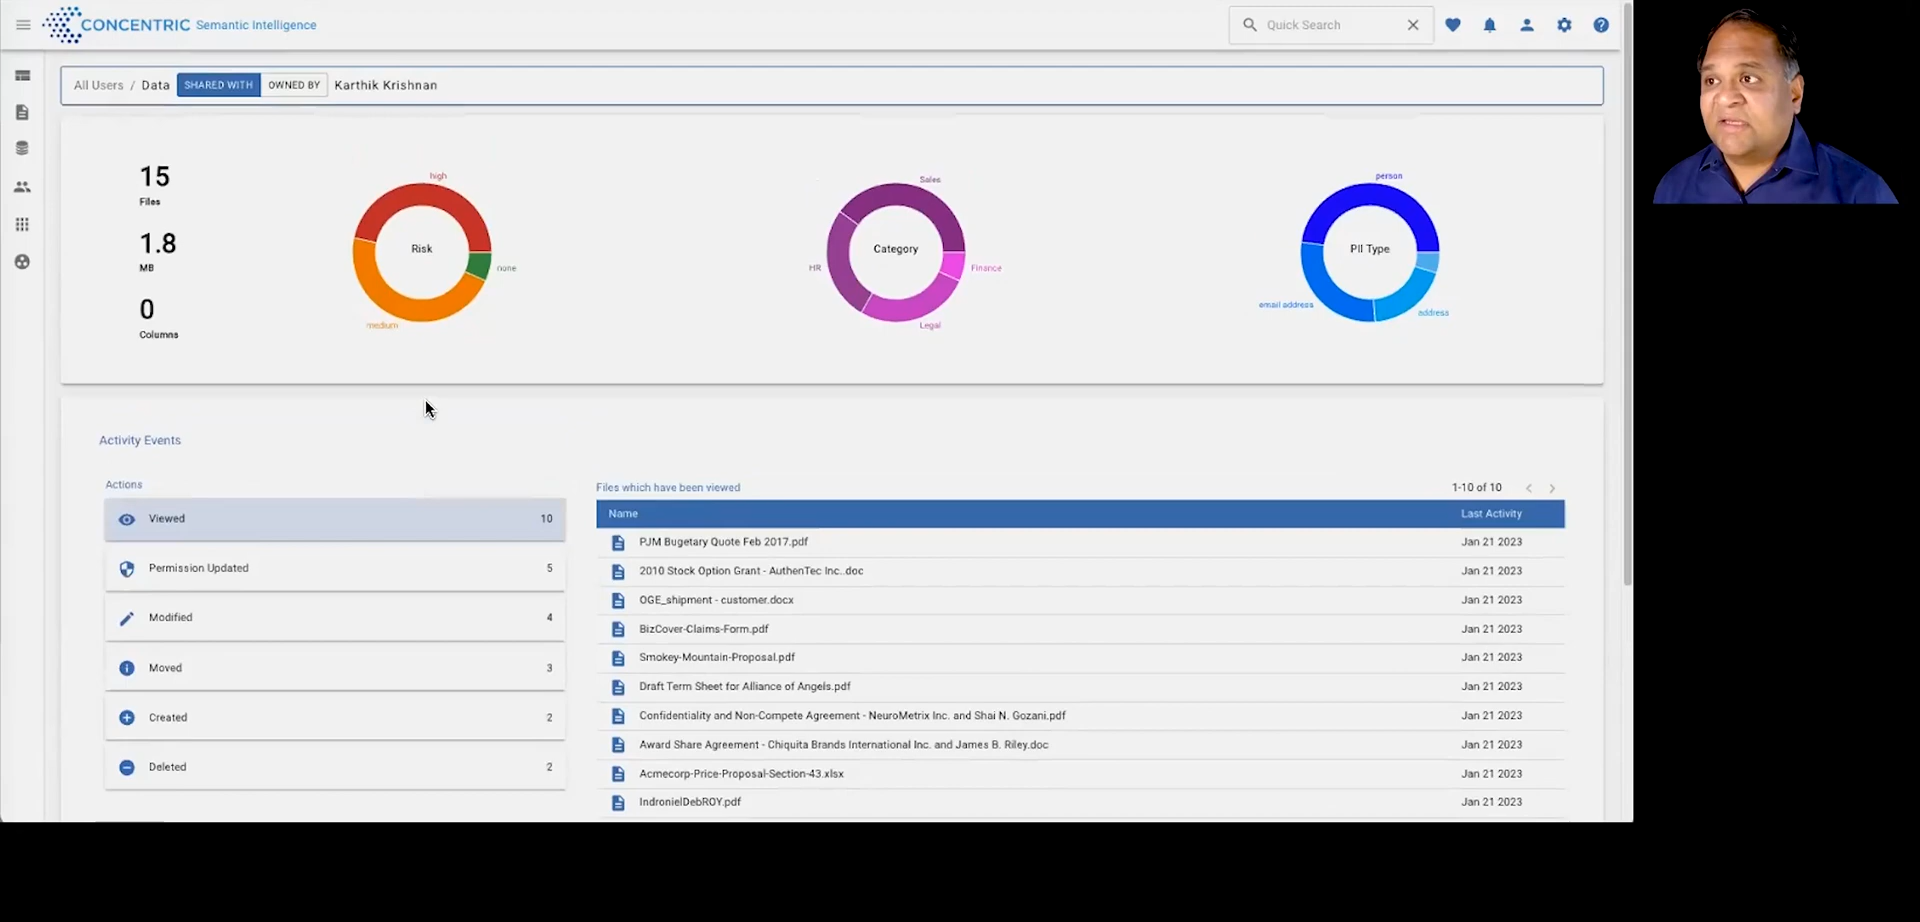 CONCENTRIC Semantic Intelligence
Quick Search
All Users / Data SHARED WITH OWNED BY Karthik Krishnan
15
Files
1.8
MB
0
Columns
high
Risk
none
medium
Sales
Category
HR
Finance
Legal
person
PII Type
email address
address
Activity Events
Actions
Viewed 10
Permission Updated 5
Modified 4
Moved 3
Created 2
Deleted 2
Files which have been viewed 1-10 of 10
Name Last Activity
PJM Bugetary Quote Feb 2017.pdf Jan 21 2023
2010 Stock Option Grant - AuthenTec Inc..doc Jan 21 2023
OGE_shipment - customer.docx Jan 21 2023
BizCover-Claims-Form.pdf Jan 21 2023
Smokey-Mountain-Proposal.pdf Jan 21 2023
Draft Term Sheet for Alliance of Angels.pdf Jan 21 2023
Confidentiality and Non-Compete Agreement - NeuroMetrix Inc. and Shai N. Gozani.pdf Jan 21 2023
Award Share Agreement - Chiquita Brands International Inc. and James B. Riley.doc Jan 21 2023
Acmecorp-Price-Proposal-Section-43.xlsx Jan 21 2023
IndronielDebROY.pdf Jan 21 2023